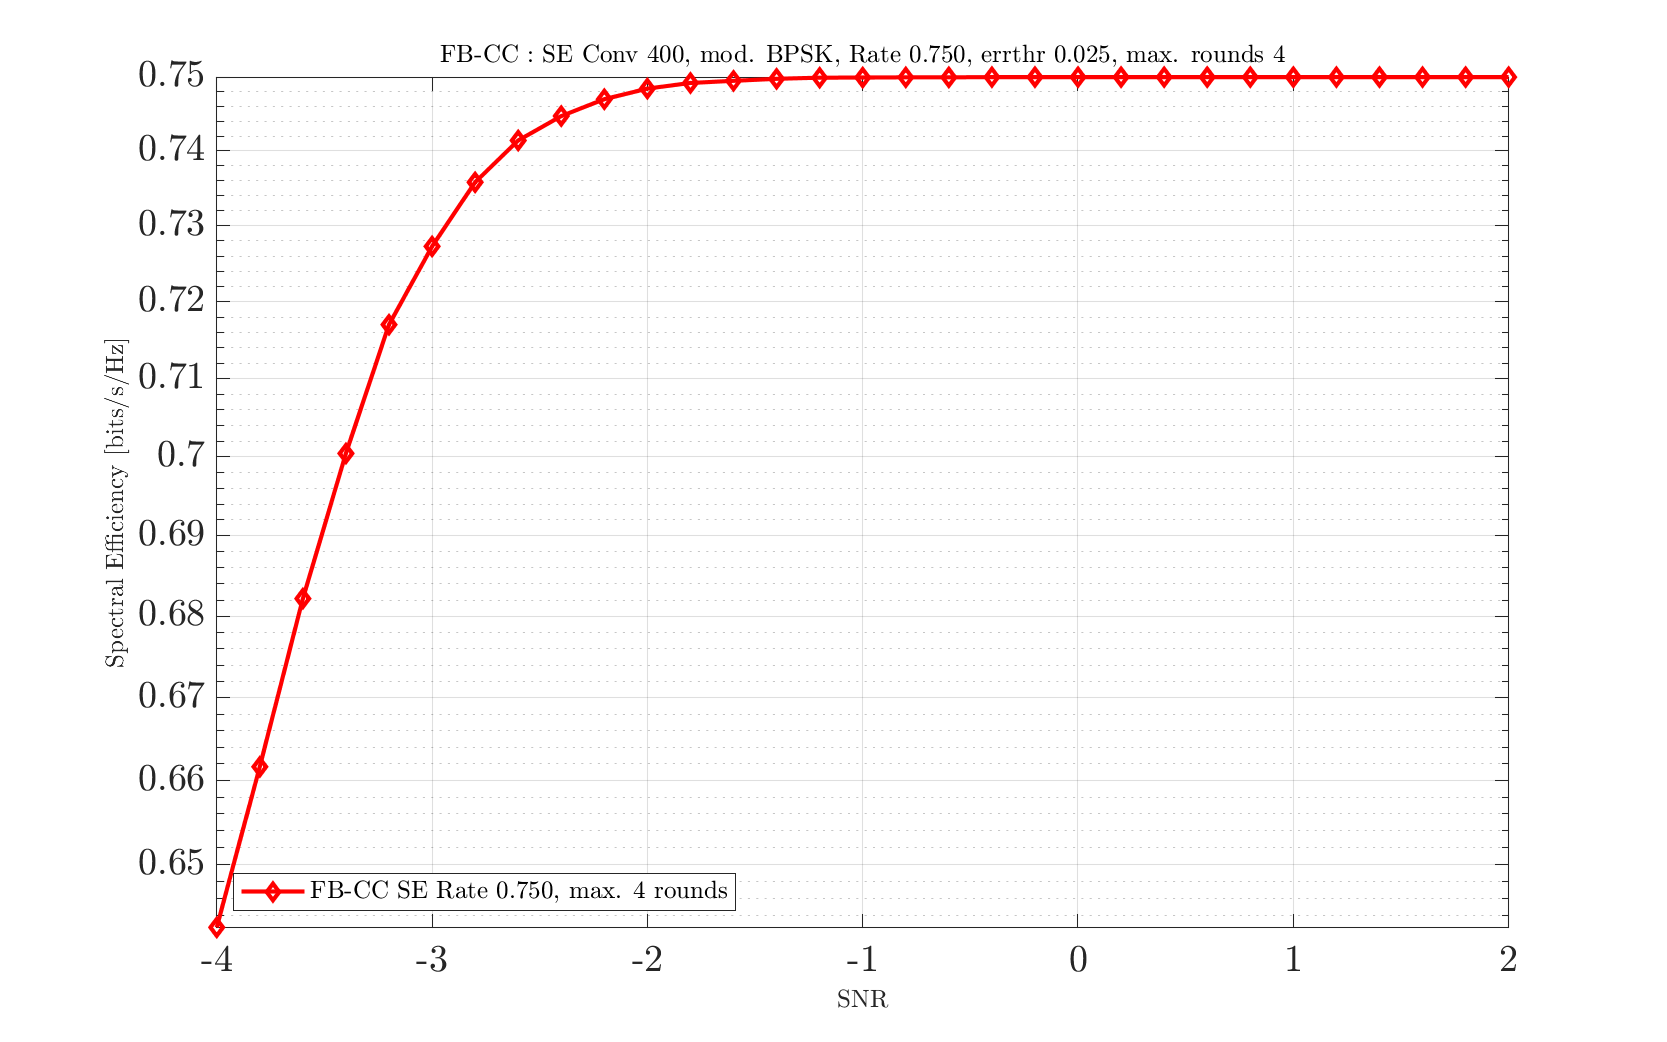 FB-CC : SE Conv 400, mod. BPSK, Rate 0.750, errthr 0.025, max. rounds 4
0.75
0.74
0.73
0.72
0.71
0.7
0.69
0.68
0.67
0.66
0.65
Spectral Efficiency [bits/s/Hz]
FB-CC SE Rate 0.750, max. 4 rounds
-4 -3 -2 -1 0 1 2
SNR